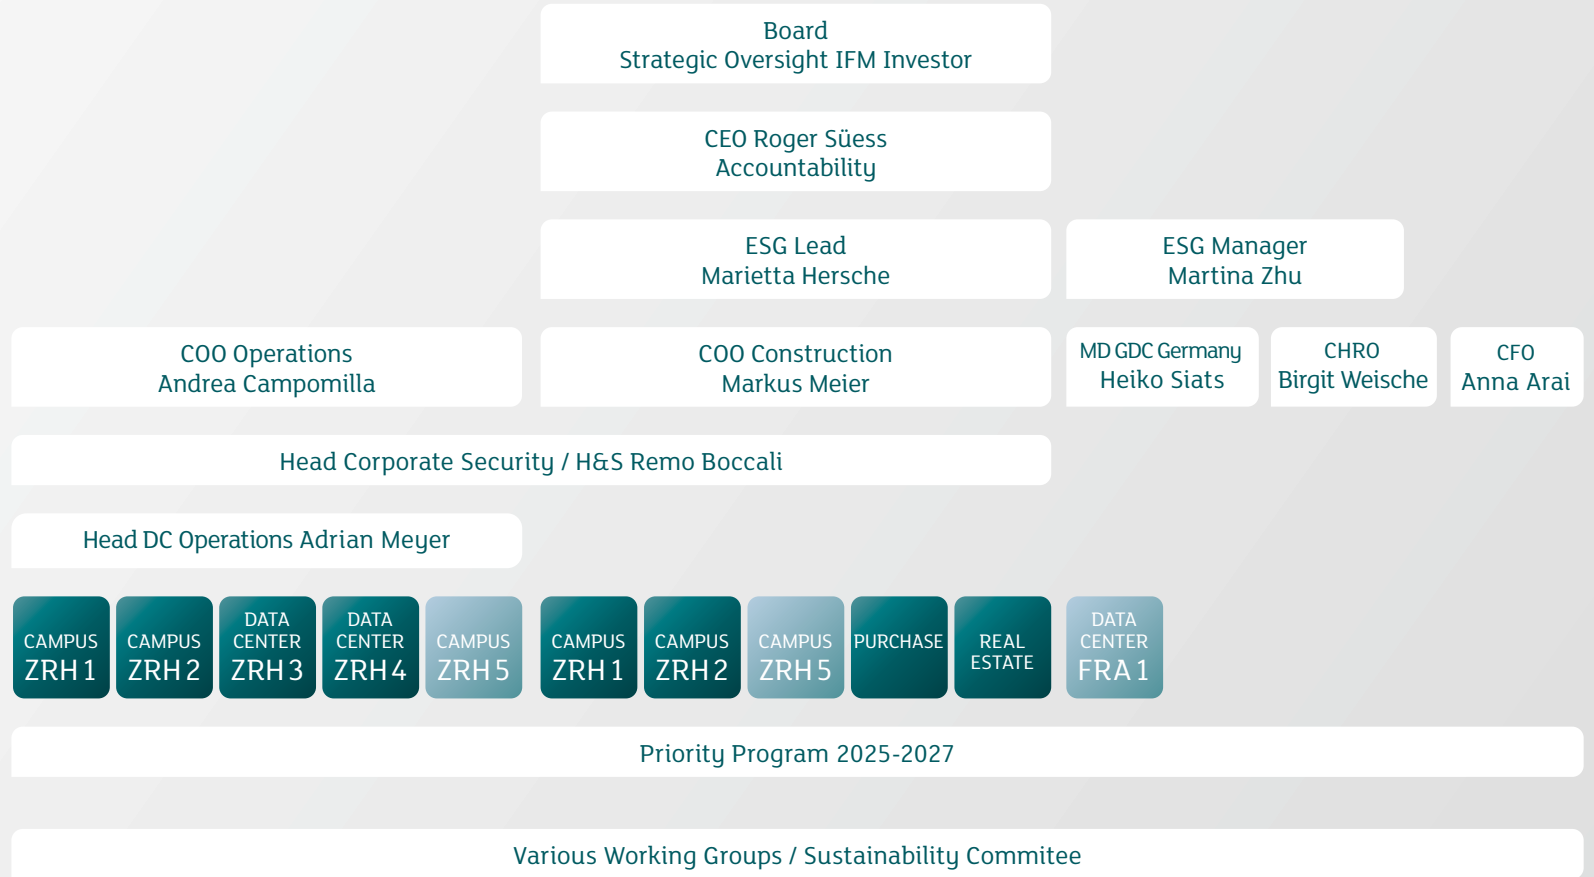 Board
Strategic Oversight IFM Investor
CEO Roger Süess
Accountability
ESG Lead
Marietta Hersche
ESG Manager
Martina Zhu
COO Operations
Andrea Campomilla
COO Construction
Markus Meier
MD GDC Germany
Heiko Siats
CHRO
Birgit Weische
CFO
Anna Arai
Head Corporate Security / H&S Remo Boccali
Head DC Operations Adrian Meyer
CAMPUS
ZRH 1
CAMPUS
ZRH 2
DATA
CENTER
ZRH 3
DATA
CENTER
ZRH 4
CAMPUS
ZRH 5
CAMPUS
ZRH 1
CAMPUS
ZRH 2
CAMPUS
ZRH 5
PURCHASE
REAL
ESTATE
DATA
CENTER
FRA 1
Priority Program 2025-2027
Various Working Groups / Sustainability Commitee